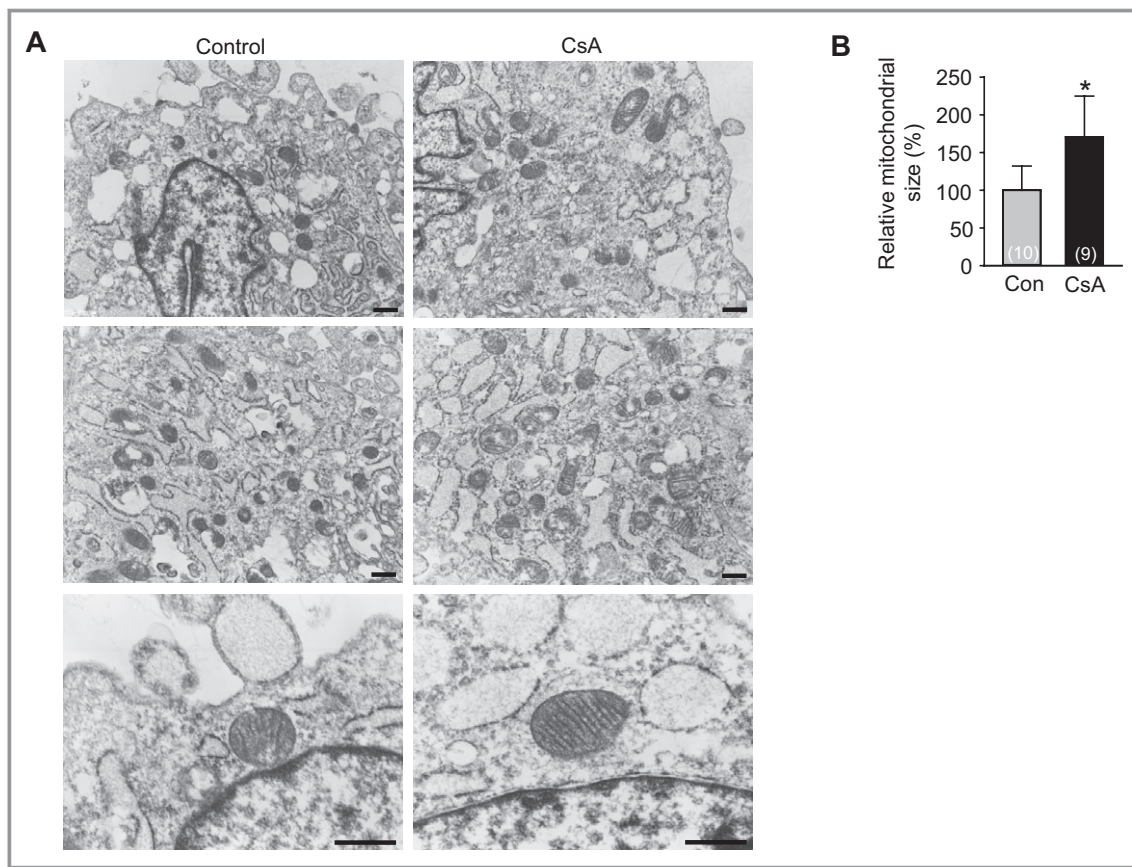 A
Control
CsA
B
Relative mitochondrial
size (%)
250
200
150
100
50
0
*
(10)
(9)
Con
CsA